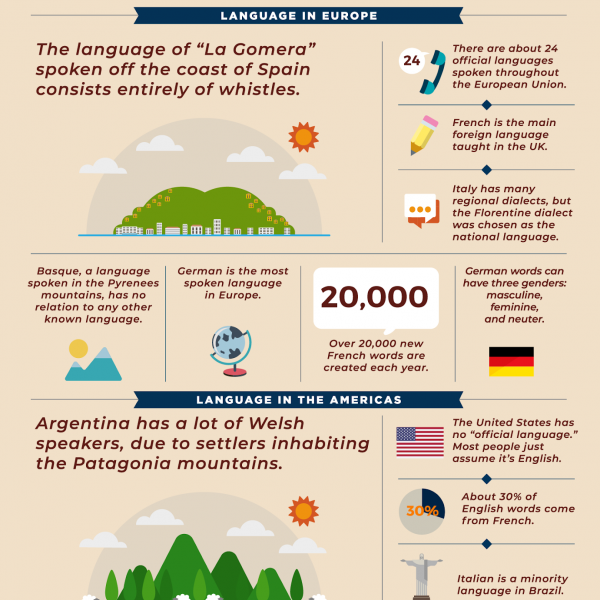 LANGUAGE IN EUROPE
The language of “La Gomera”
spoken off the coast of Spain
consists entirely of whistles.
24
There are about 24
official languages
spoken throughout
the European Union.
French is the main
foreign language
taught in the UK.
Italy has many
regional dialects, but
the Florentine dialect
was chosen as the
national language.
Basque, a language
spoken in the Pyrenees
mountains, has no
relation to any other
known language.
German is the most
spoken language
in Europe.
20,000
Over 20,000 new
French words are
created each year.
German words can
have three genders:
masculine,
feminine,
and neuter.
LANGUAGE IN THE AMERICAS
Argentina has a lot of Welsh
speakers, due to settlers inhabiting
the Patagonia mountains.
The United States has
no “official language.”
Most people just
assume it’s English.
30%
About 30% of
English words come
from French.
Italian is a minority
language in Brazil.